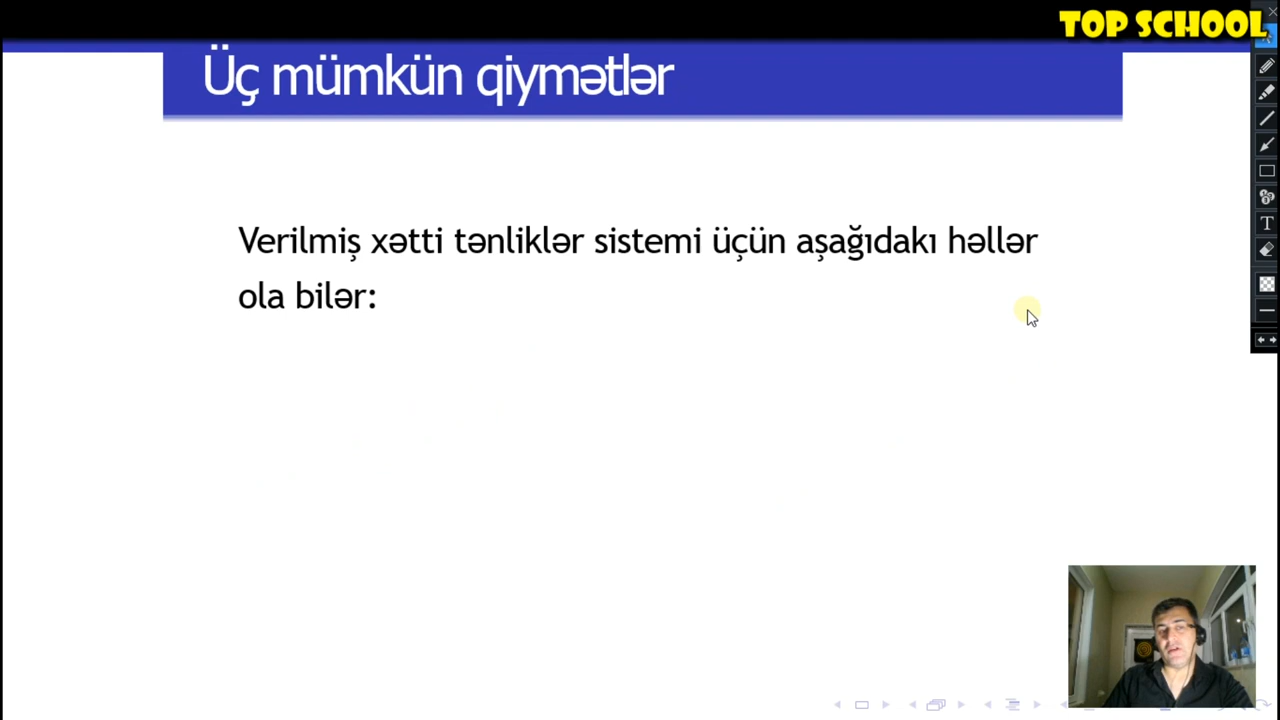 TOP SCHOOL
Üç mümkün qiymətlər
Verilmiş xətti tənliklər sistemi üçün aşağıdakı həllər
ola bilər: